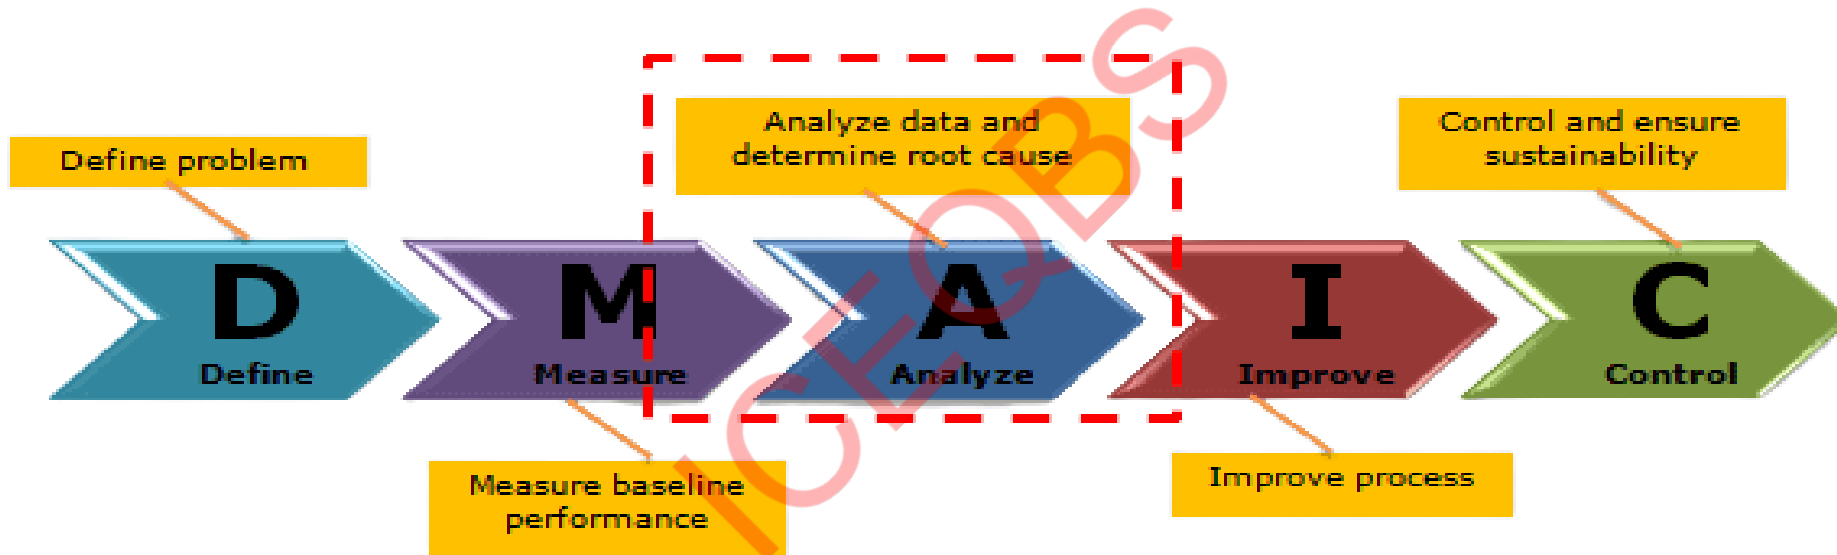 Define problem
Analyze data and
determine root cause
Control and ensure
sustainability
D
Define
M
Measure
A
Analyze
I
Improve
C
Control
Measure baseline
performance
Improve process
ICEQBS